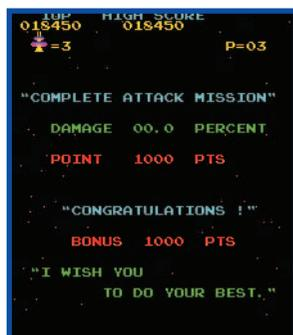 1UP HIGH SCORE
018450 018450
=3 P=03
"COMPLETE ATTACK MISSION"
DAMAGE 00.0 PERCENT
POINT 1000 PTS
"CONGRATULATIONS !"
BONUS 1000 PTS
"I WISH YOU
TO DO YOUR BEST."